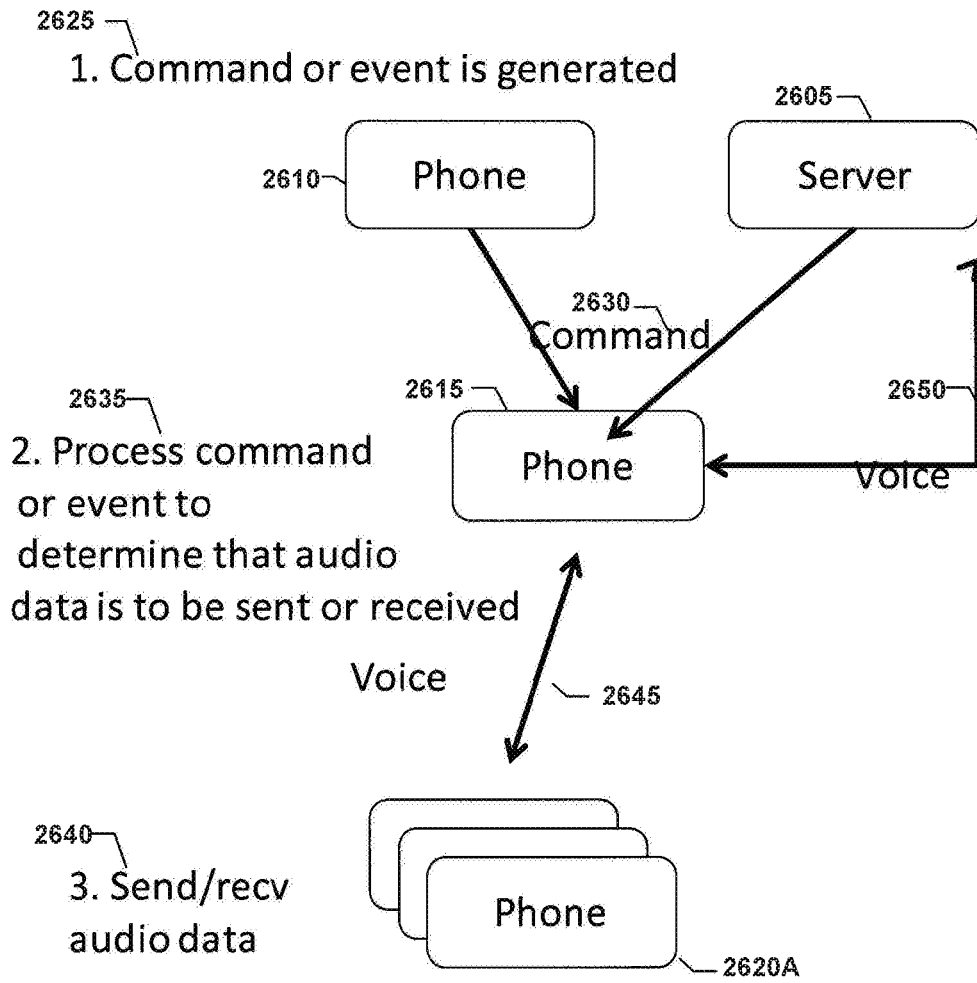 2625
1. Command or event is generated
2605
2610
Phone
Server
2630
Command
2615
2650
2635
2. Process command
or event to
determine that audio
data is to be sent or received
Phone
Voice
Voice
2645
2640
3. Send/recv
audio data
Phone
2620A